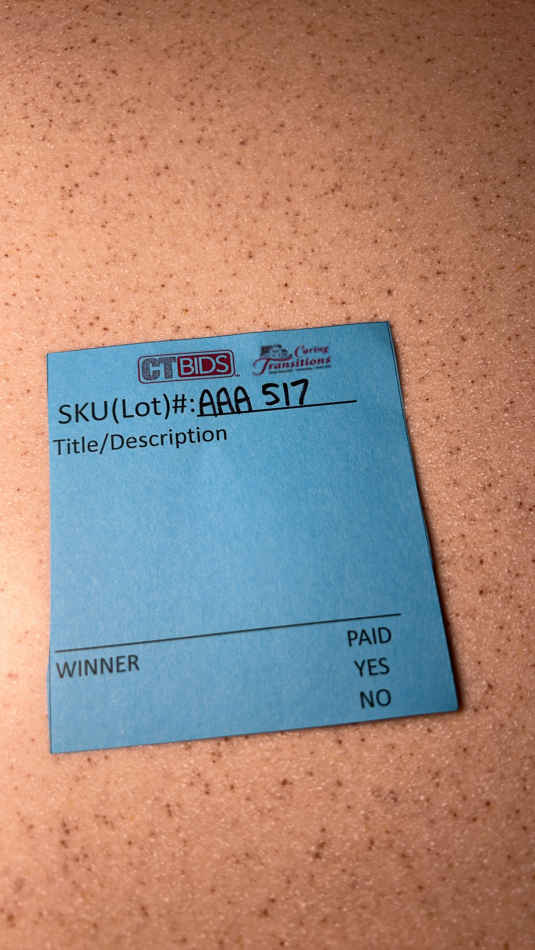 CTBIDS
Caring
Transitions
SKU(Lot)#: AAA 517
Title/Description
WINNER
PAID
YES
NO